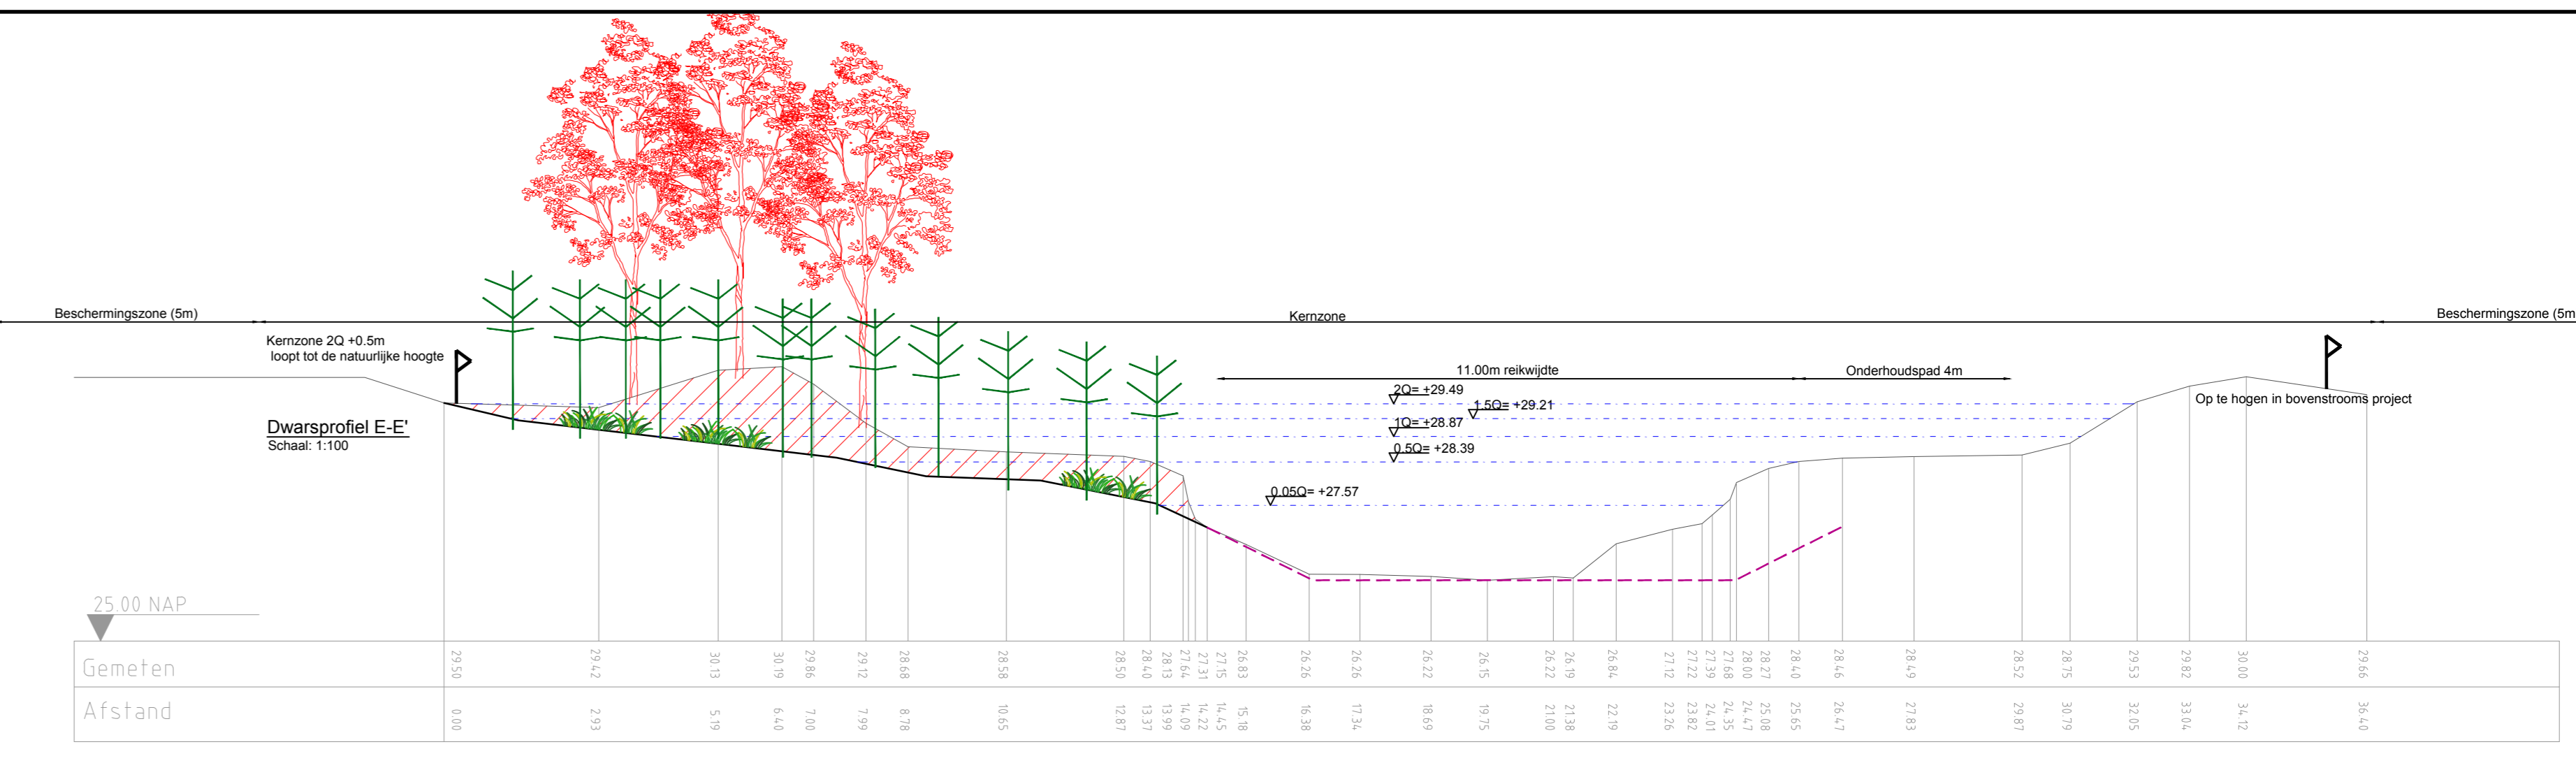 Beschermingszone (5m)
Kernzone
Beschermingszone (5m
Kernzone 2Q +0.5m
loopt tot de natuurlijke hoogte
11.00m reikwijdte
Onderhoudspad 4m
2Q= +29.49
1.5Q= +29.21
Op te hogen in bovenstrooms project
1Q= +28.87
Dwarsprofiel E-E'
Schaal: 1:100
0.5Q= +28.39
0.05Q= +27.57
25.00 NAP
Gemeten 29.50 29.42 30.13 30.19 29.86 29.12 28.68 28.58 28.50 28.40 28.13 27.64 27.31 27.15 26.83 26.26 26.26 26.22 26.15 26.22 26.19 26.84 27.12 27.22 27.39 27.68 28.00 28.27 28.40 28.46 28.49 28.52 28.75 29.53 29.82 30.00 29.66
Afstand 0.00 2.93 5.19 6.40 7.00 7.99 8.78 10.65 12.87 13.37 13.99 14.09 14.22 14.45 15.18 16.38 17.34 18.69 19.75 21.00 21.38 22.19 23.26 23.82 24.01 24.35 24.47 25.08 25.65 26.47 27.83 29.87 30.79 32.05 33.04 34.12 36.40